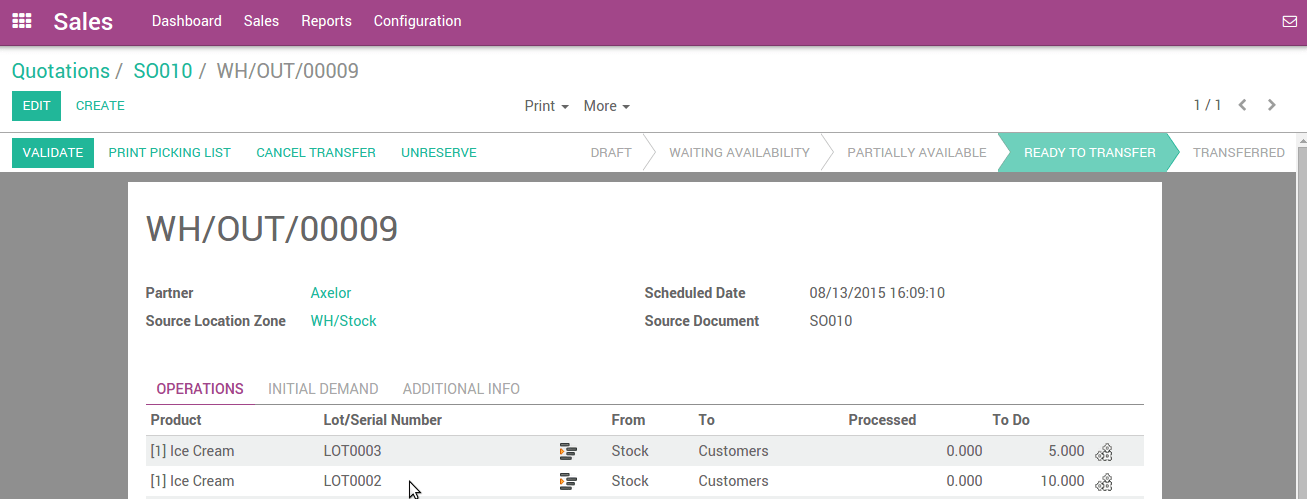 Sales Dashboard Sales Reports Configuration
Quotations / SO010 / WH/OUT/00009
EDIT CREATE Print More 1 / 1
VALIDATE PRINT PICKING LIST CANCEL TRANSFER UNRESERVE DRAFT WAITING AVAILABILITY PARTIALLY AVAILABLE READY TO TRANSFER TRANSFERRED
WH/OUT/00009
Partner Axelor Scheduled Date 08/13/2015 16:09:10
Source Location Zone WH/Stock Source Document SO010
OPERATIONS INITIAL DEMAND ADDITIONAL INFO
Product Lot/Serial Number From To Processed To Do
[1] Ice Cream LOT0003 Stock Customers 0.000 5.000
[1] Ice Cream LOT0002 Stock Customers 0.000 10.000